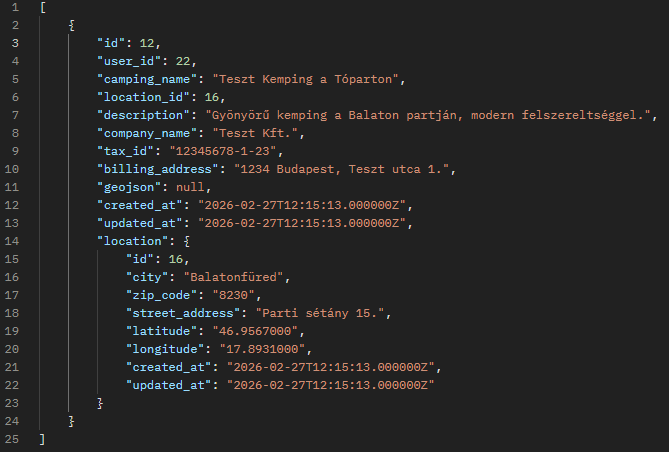 1 [
2     {
3         "id": 12,
4         "user_id": 22,
5         "camping_name": "Teszt Kemping a Tóparton",
6         "location_id": 16,
7         "description": "Gyönyörű kemping a Balaton partján, modern felszereltséggel.",
8         "company_name": "Teszt Kft.",
9         "tax_id": "12345678-1-23",
10         "billing_address": "1234 Budapest, Teszt utca 1.",
11         "geojson": null,
12         "created_at": "2026-02-27T12:15:13.000000Z",
13         "updated_at": "2026-02-27T12:15:13.000000Z",
14         "location": {
15             "id": 16,
16             "city": "Balatonfüred",
17             "zip_code": "8230",
18             "street_address": "Parti sétány 15.",
19             "latitude": "46.9567000",
20             "longitude": "17.8931000",
21             "created_at": "2026-02-27T12:15:13.000000Z",
22             "updated_at": "2026-02-27T12:15:13.000000Z"
23         }
24     }
25 ]